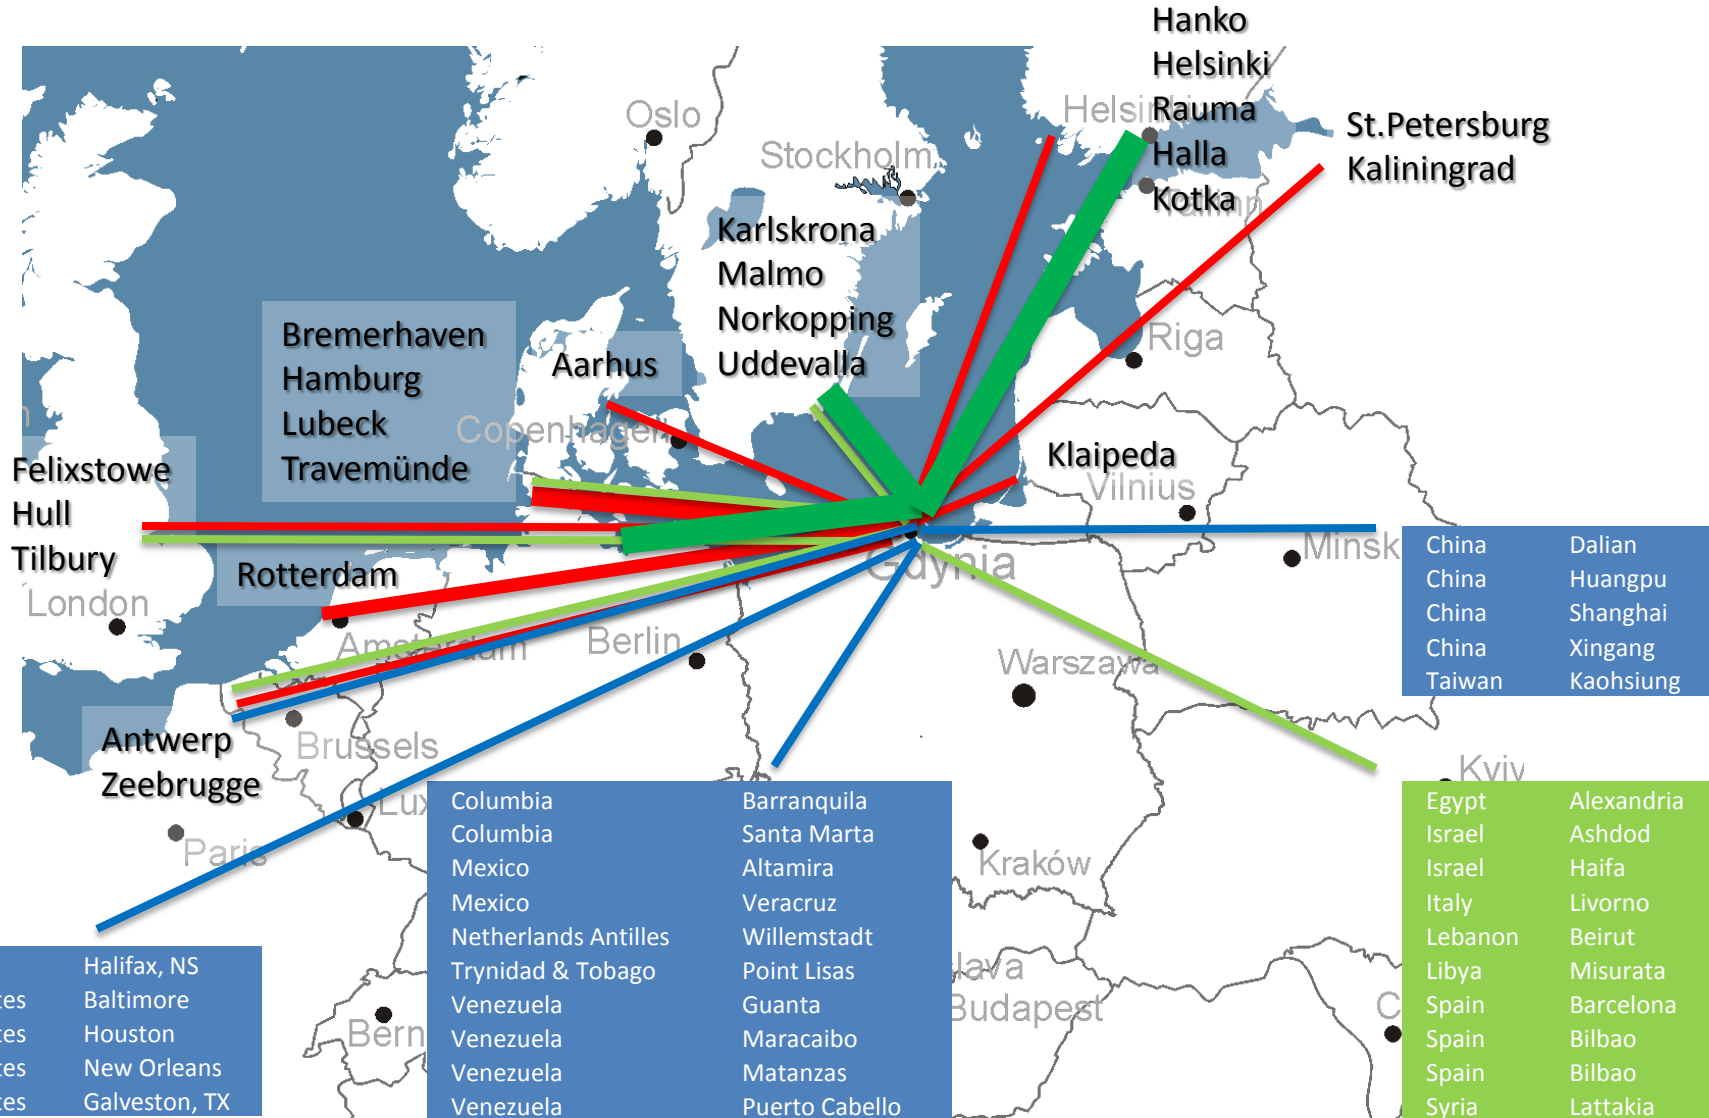 Hanko
Helsinki
Rauma
Halla
Kotka
Oslo
Stockholm
St.Petersburg
Kaliningrad
Karlskrona
Malmo
Norkopping
Uddevalla
Riga
Bremerhaven
Hamburg
Lubeck
Travemünde
Aarhus
Copenhagen
Klaipeda
Vilnius
Felixstowe
Hull
Tilbury
London
Rotterdam
Amsterdam
Berlin
Gdynia
Minsk
Warszawa
China Dalian
China Huangpu
China Shanghai
China Xingang
Taiwan Kaohsiung
Antwerp
Zeebrugge
Brussels
Paris
Kraków
Kyiv
Bern
Budapest
Columbia Barranquila
Columbia Santa Marta
Mexico Altamira
Mexico Veracruz
Netherlands Antilles Willemstadt
Trynidad & Tobago Point Lisas
Venezuela Guanta
Venezuela Maracaibo
Venezuela Matanzas
Venezuela Puerto Cabello
Egypt Alexandria
Israel Ashdod
Israel Haifa
Italy Livorno
Lebanon Beirut
Libya Misurata
Spain Barcelona
Spain Bilbao
Spain Bilbao
Syria Lattakia
Halifax, NS
Baltimore
Houston
New Orleans
Galveston, TX